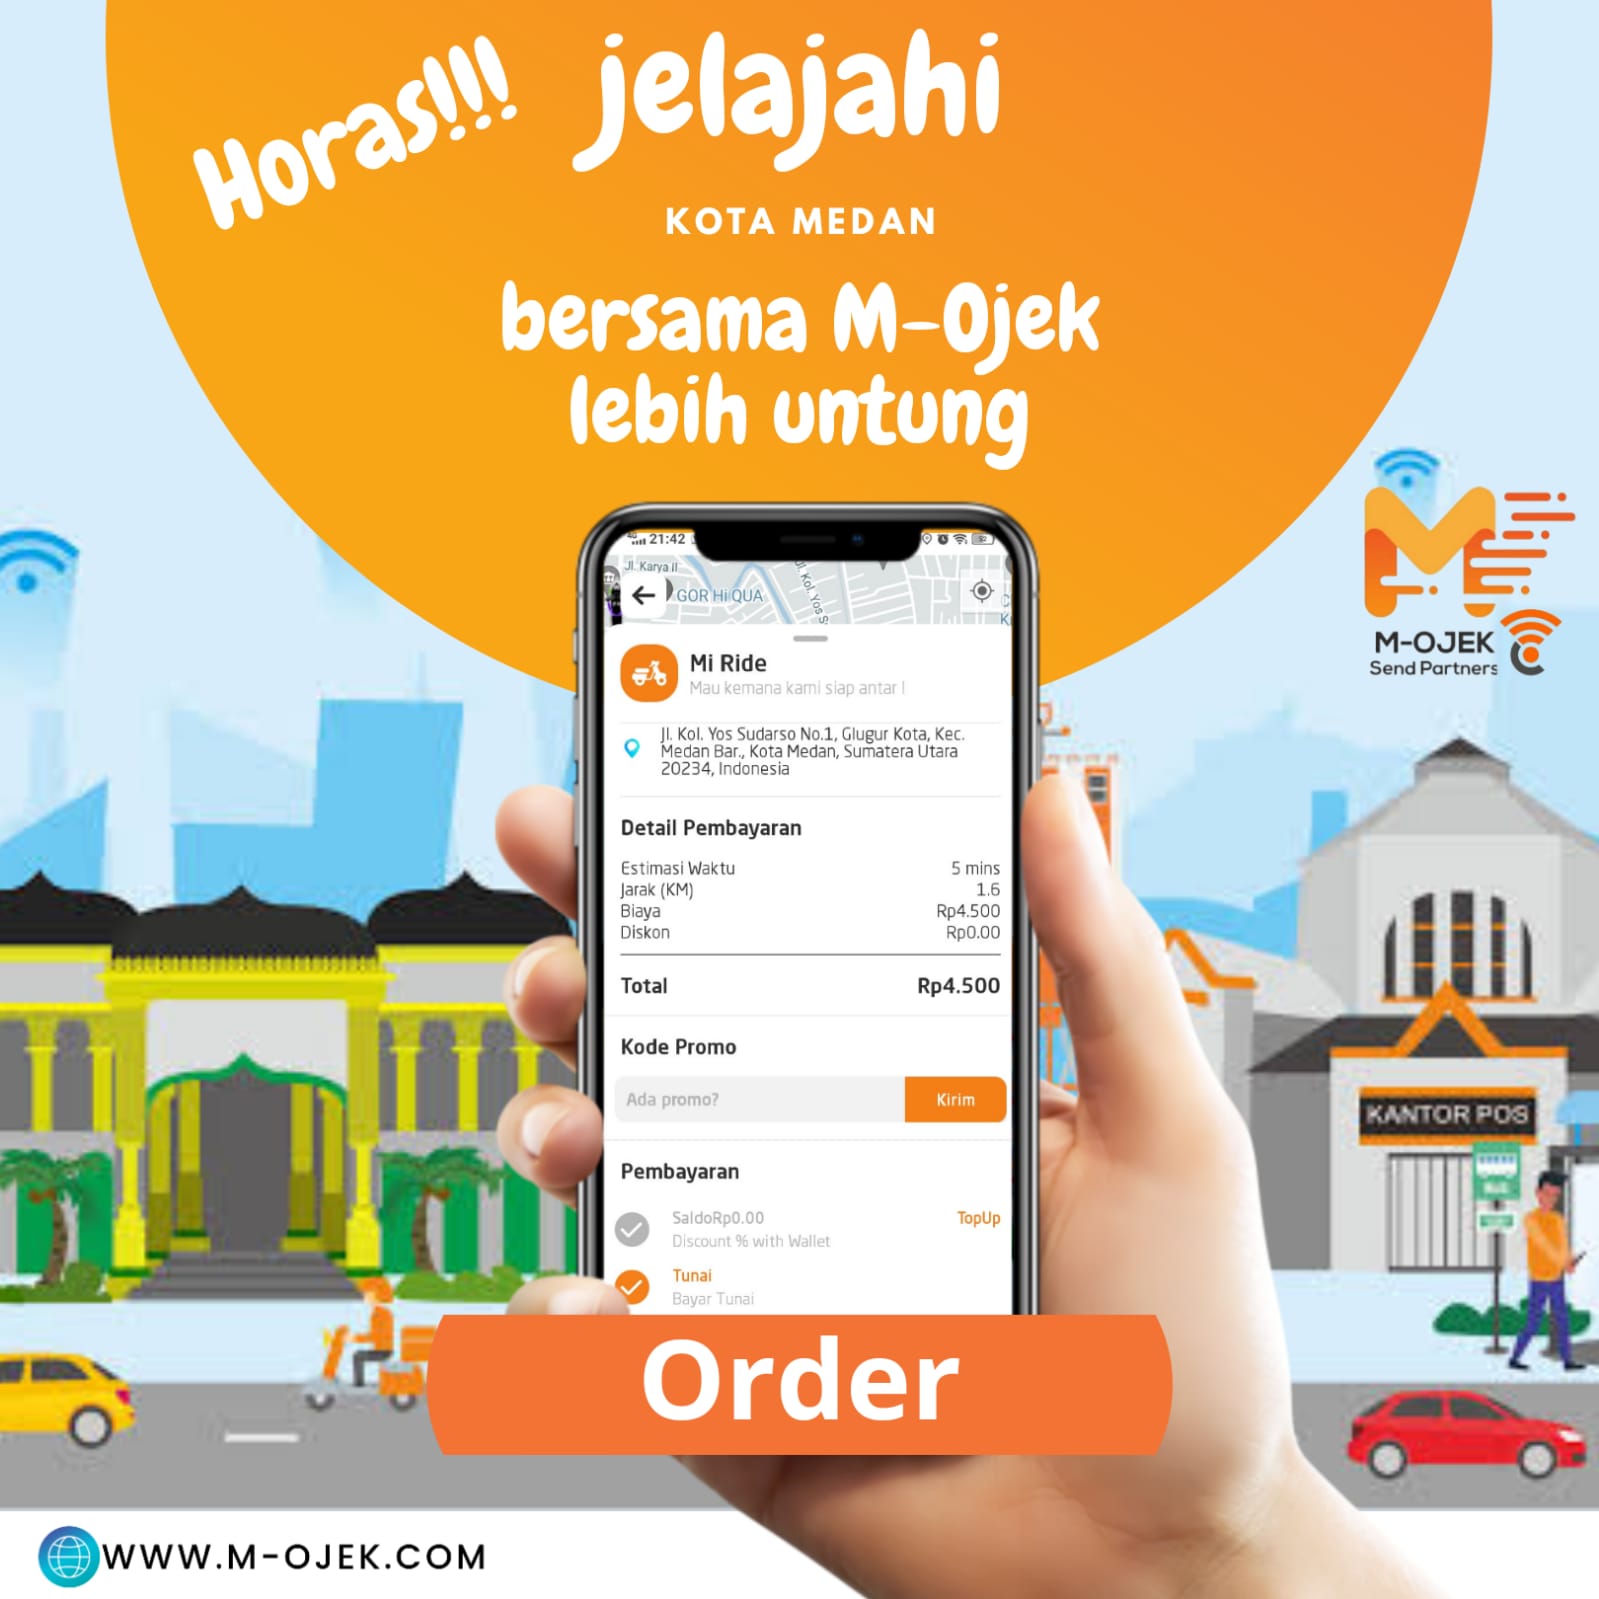 Horas!!!
jelajahi
KOTA MEDAN
bersama M-Ojek
lebih untung
M-OJEK
Send Partners
4G 21:42
Jl. Karya II
GOR Hi QUA
Jl. Kol. Yos S
Mi Ride
Mau kemana kami siap antar !
Jl. Kol. Yos Sudarso No.1, Glugur Kota, Kec.
Medan Bar., Kota Medan, Sumatera Utara
20234, Indonesia
Detail Pembayaran
Estimasi Waktu 5 mins
Jarak (KM) 1.6
Biaya Rp4.500
Diskon Rp0.00
Total Rp4.500
Kode Promo
Ada promo? Kirim
Pembayaran
SaldoRp0.00 TopUp
Discount % with Wallet
Tunai
Bayar Tunai
KANTOR POS
Order
WWW.M-OJEK.COM